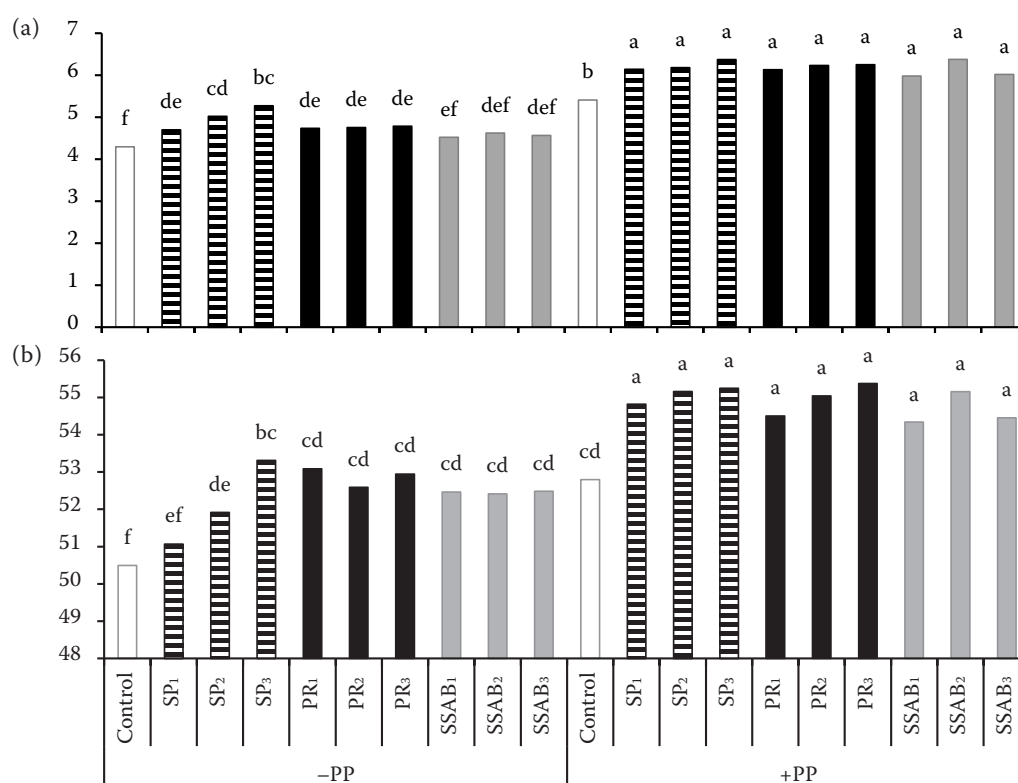 (a)
7
6
5
4
3
2
1
0
f de cd bc de de de ef def def b a a a a a a a a a
(b)
56
55
54
53
52
51
50
49
48
f ef de bc cd cd cd cd cd cd cd a a a a a a a a a
Control SP1 SP2 SP3 PR1 PR2 PR3 SSAB1 SSAB2 SSAB3 Control SP1 SP2 SP3 PR1 PR2 PR3 SSAB1 SSAB2 SSAB3
–PP +PP